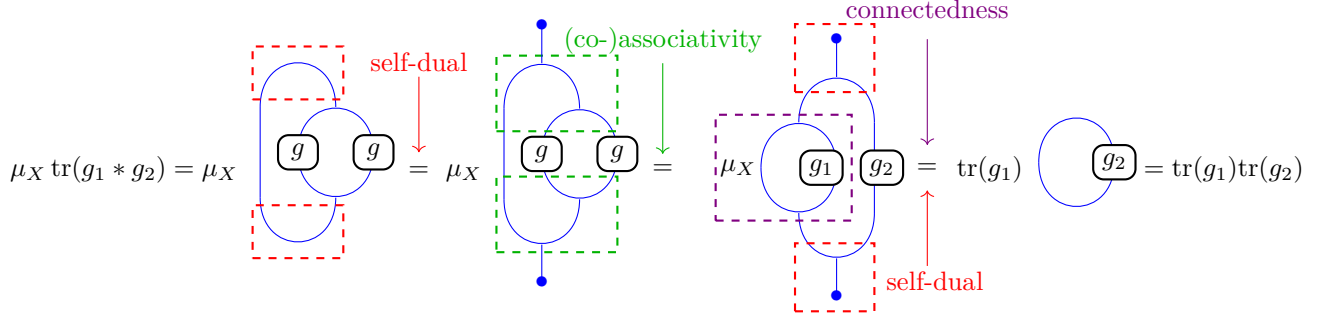 connectedness
(co-)associativity
self-dual
g g g g
μ_X tr(g_1 * g_2) = μ_X = μ_X = μ_X g_1 g_2 = tr(g_1) g_2 = tr(g_1)tr(g_2)
self-dual